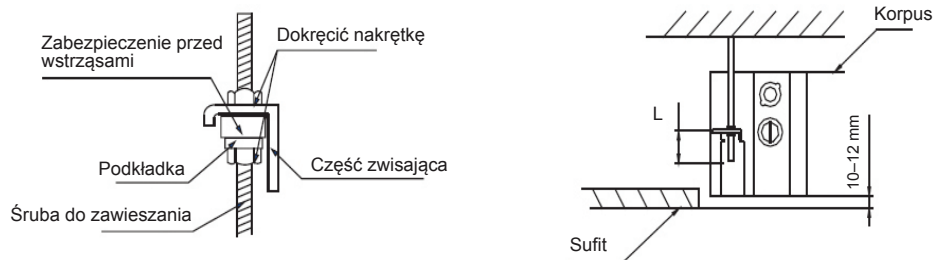 Zabezpieczenie przed
wstrząsami
Dokręcić nakrętkę
Podkładka
Część zwisająca
Śruba do zawieszania
Korpus
L
10–12 mm
Sufit